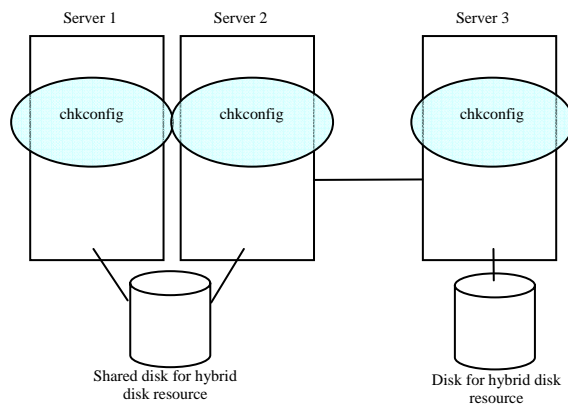 Server 1
Server 2
Server 3
chkconfig
chkconfig
chkconfig
Shared disk for hybrid
disk resource
Disk for hybrid disk
resource